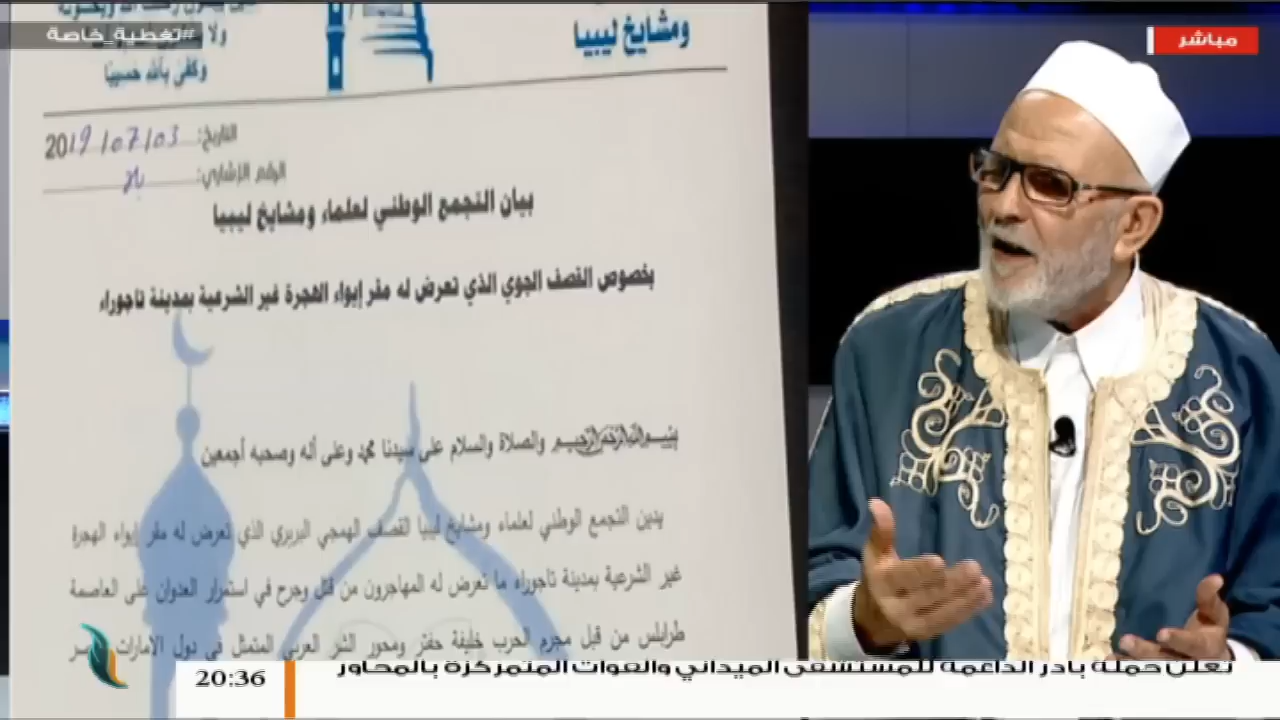 #تغطية_خاصة
مباشر
وكفى بالله حسيبا
ومشايخ ليبيا
التاريخ: 2019/07/03
الرقم الإشاري:
بيان التجمع الوطني لعلماء ومشايخ ليبيا
بخصوص القصف الجوي الذي تعرض له مقر إيواء الهجرة غير الشرعية بمدينة تاجوراء
بسم الله الرحمن الرحيم والصلاة والسلام على سيدنا محمد وعلى أله وصحبه أجمعين
يدين التجمع الوطني لعلماء ومشايخ ليبيا القصف الهمجي البربري الذي تعرض له مقر إيواء الهجرة
غير الشرعية بمدينة تاجوراء ما تعرض له المهاجرون من قتل وجرح في استمرار العدوان على العاصمة
طرابلس من قبل مجرم الحرب خليفة حفتر ومحور الشر العربي المتمثل في دول الامارات
تعلن حملة بادر الداعمة للمستشفى الميداني والقوات المتمركزة بالمحاور
20:36